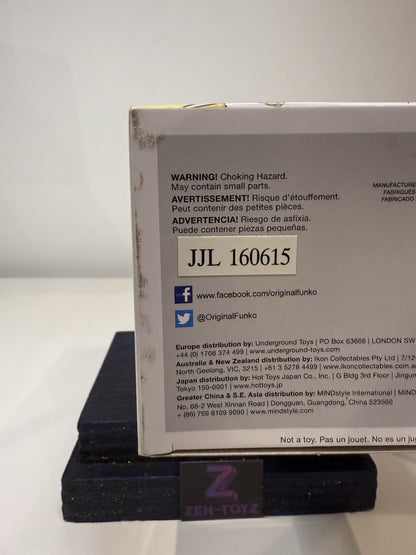 WARNING! Choking Hazard.
May contain small parts.
AVERTISSEMENT! Risque d'étouffement.
Peut contenir des petites pièces.
ADVERTENCIA! Riesgo de asfixia.
Puede contener piezas pequeñas.
MANUFACTURE
FABRIQUÉS
FABRICADO
JJL 160615
www.facebook.com/originalFunko
@OriginalFunko
Europe distribution by: Underground Toys | PO Box 63666 | LONDON SW
+44 (0) 1708 374 499 | www.underground-toys.com
Australia & New Zealand distribution by: Ikon Collectables Pty Ltd | 7/12-
North Geelong, VIC, 3215 | +61 3 5278 4499 | www.ikoncollectables.com.a
Japan distribution by: Hot Toys Japan Co., Inc. | G Bldg 3rd Floor | Jingum
Tokyo 150-0001 | www.hottoys.jp
Greater China & S.E. Asia distribution by: MINDstyle International | MIND
No, 68-2 West Xinnan Road | Dongguan, Guangdong, China 523560
+ (86) 769 8109 9090 | www.mindstyle.com
Not a toy. Pas un jouet. No es un jug
Z
ZEN-TOYZ